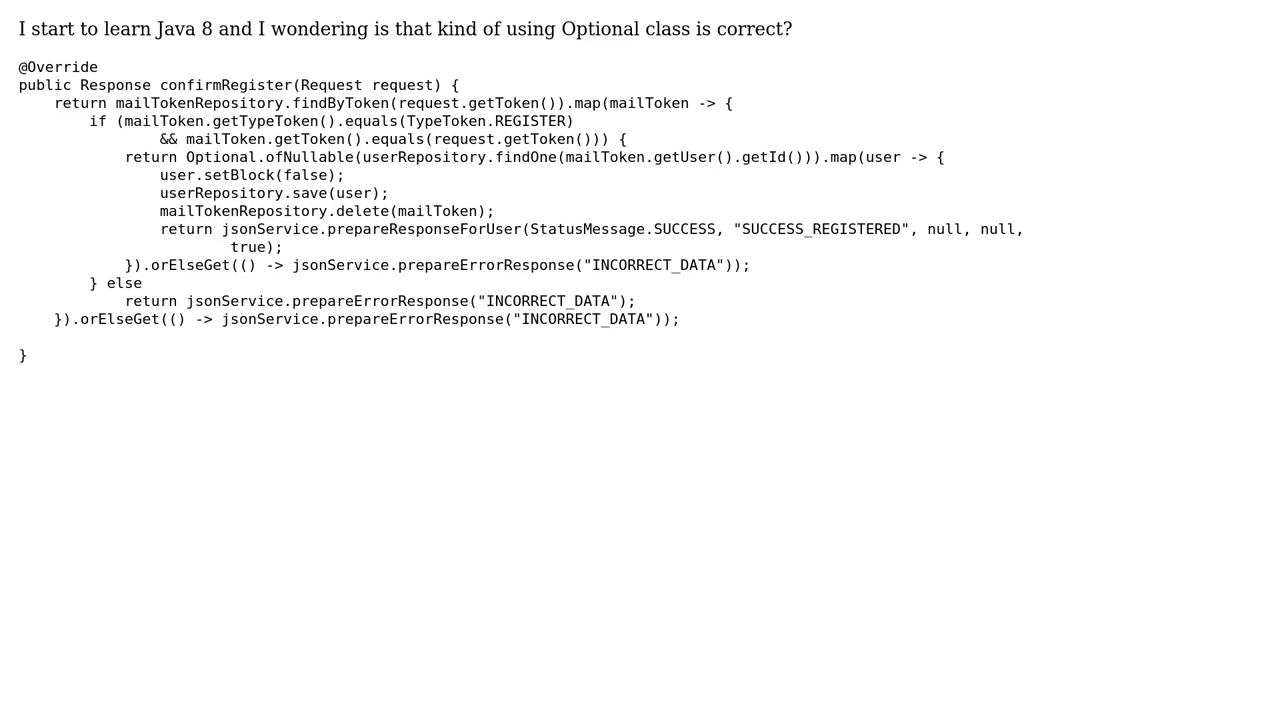 I start to learn Java 8 and I wondering is that kind of using Optional class is correct?
@Override
public Response confirmRegister(Request request) {
    return mailTokenRepository.findByToken(request.getToken()).map(mailToken -> {
        if (mailToken.getTypeToken().equals(TypeToken.REGISTER)
                && mailToken.getToken().equals(request.getToken())) {
            return Optional.ofNullable(userRepository.findOne(mailToken.getUser().getId())).map(user -> {
                user.setBlock(false);
                userRepository.save(user);
                mailTokenRepository.delete(mailToken);
                return jsonService.prepareResponseForUser(StatusMessage.SUCCESS, "SUCCESS_REGISTERED", null, null,
                        true);
            }).orElseGet(() -> jsonService.prepareErrorResponse("INCORRECT_DATA"));
        } else
            return jsonService.prepareErrorResponse("INCORRECT_DATA");
    }).orElseGet(() -> jsonService.prepareErrorResponse("INCORRECT_DATA"));
}